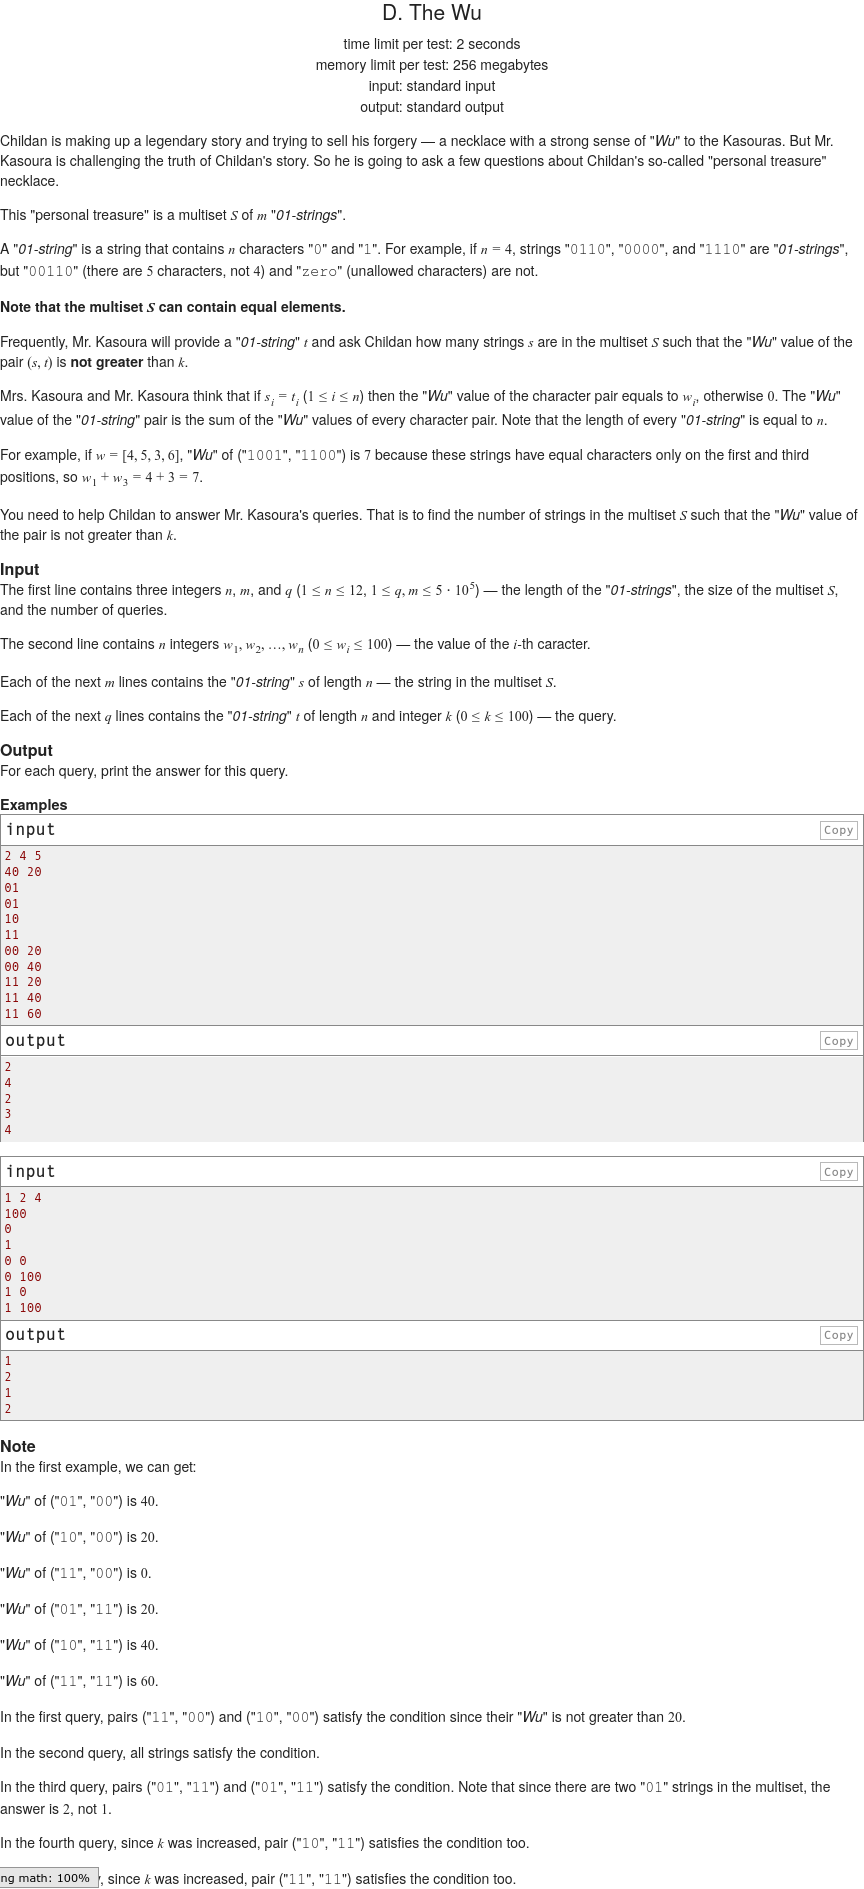 D. The Wu
time limit per test: 2 seconds
memory limit per test: 256 megabytes
input: standard input
output: standard output
Childan is making up a legendary story and trying to sell his forgery — a necklace with a strong sense of "Wu" to the Kasouras. But Mr.
Kasoura is challenging the truth of Childan's story. So he is going to ask a few questions about Childan's so-called "personal treasure"
necklace.
This "personal treasure" is a multiset S of m "01-strings".
A "01-string" is a string that contains n characters "0" and "1". For example, if n = 4, strings "0110", "0000", and "1110" are "01-strings",
but "00110" (there are 5 characters, not 4) and "zero" (unallowed characters) are not.
Note that the multiset S can contain equal elements.
Frequently, Mr. Kasoura will provide a "01-string" t and ask Childan how many strings s are in the multiset S such that the "Wu" value of the
pair (s, t) is not greater than k.
Mrs. Kasoura and Mr. Kasoura think that if s_i = t_i (1 ≤ i ≤ n) then the "Wu" value of the character pair equals to w_i, otherwise 0. The "Wu"
value of the "01-string" pair is the sum of the "Wu" values of every character pair. Note that the length of every "01-string" is equal to n.
For example, if w = [4, 5, 3, 6], "Wu" of ("1001", "1100") is 7 because these strings have equal characters only on the first and third
positions, so w_1 + w_3 = 4 + 3 = 7.
You need to help Childan to answer Mr. Kasoura's queries. That is to find the number of strings in the multiset S such that the "Wu" value of
the pair is not greater than k.
Input
The first line contains three integers n, m, and q (1 ≤ n ≤ 12, 1 ≤ q, m ≤ 5 · 10^5) — the length of the "01-strings", the size of the multiset S,
and the number of queries.
The second line contains n integers w_1, w_2, …, w_n (0 ≤ w_i ≤ 100) — the value of the i-th caracter.
Each of the next m lines contains the "01-string" s of length n — the string in the multiset S.
Each of the next q lines contains the "01-string" t of length n and integer k (0 ≤ k ≤ 100) — the query.
Output
For each query, print the answer for this query.
Examples
input Copy
2 4 5
40 20
01
01
10
11
00 20
00 40
11 20
11 40
11 60
output Copy
2
4
2
3
4
input Copy
1 2 4
100
0
1
0 0
0 100
1 0
1 100
output Copy
1
2
1
2
Note
In the first example, we can get:
"Wu" of ("01", "00") is 40.
"Wu" of ("10", "00") is 20.
"Wu" of ("11", "00") is 0.
"Wu" of ("01", "11") is 20.
"Wu" of ("10", "11") is 40.
"Wu" of ("11", "11") is 60.
In the first query, pairs ("11", "00") and ("10", "00") satisfy the condition since their "Wu" is not greater than 20.
In the second query, all strings satisfy the condition.
In the third query, pairs ("01", "11") and ("01", "11") satisfy the condition. Note that since there are two "01" strings in the multiset, the
answer is 2, not 1.
In the fourth query, since k was increased, pair ("10", "11") satisfies the condition too.
ng math: 100% , since k was increased, pair ("11", "11") satisfies the condition too.